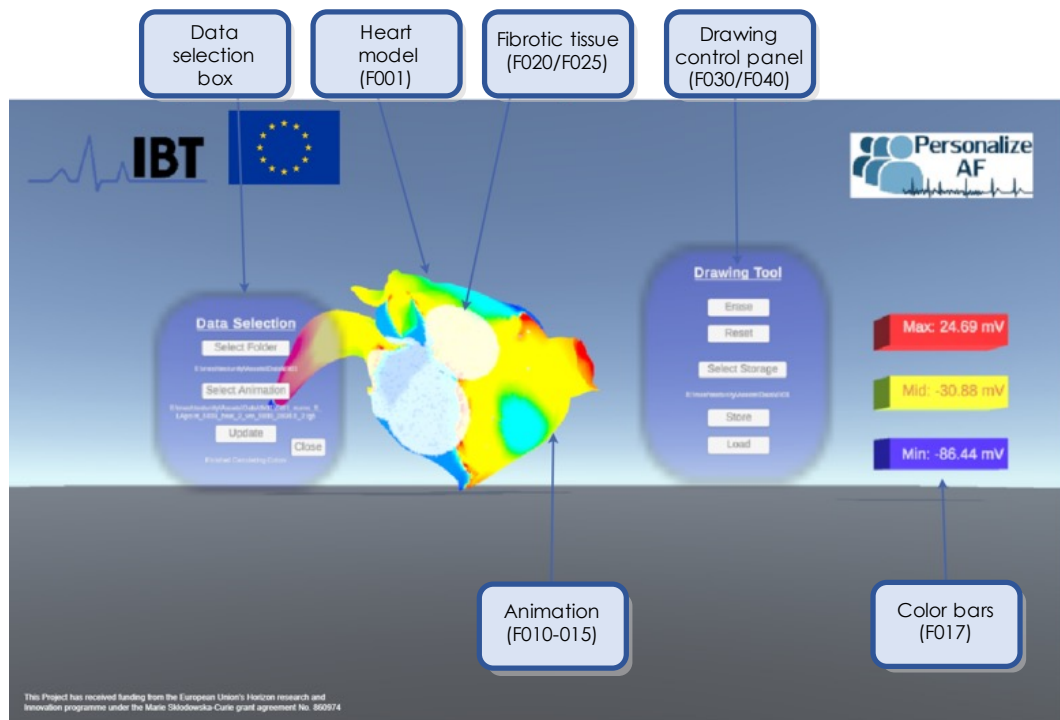 Data
selection
box
Heart
model
(F001)
Fibrotic tissue
(F020/F025)
Drawing
control panel
(F030/F040)
IBT
Personalize
AF
Drawing Tool
Erase
Reset
Select Storage
Store
Load
Data Selection
Select Folder
Select Animation
Update
Close
Max: 24.69 mV
Mid: -30.88 mV
Min: -86.44 mV
Animation
(F010-015)
Color bars
(F017)
This Project has received funding from the European Union's Horizon research and
Innovation programme under the Marie Sklodowska-Curie grant agreement No. 860974